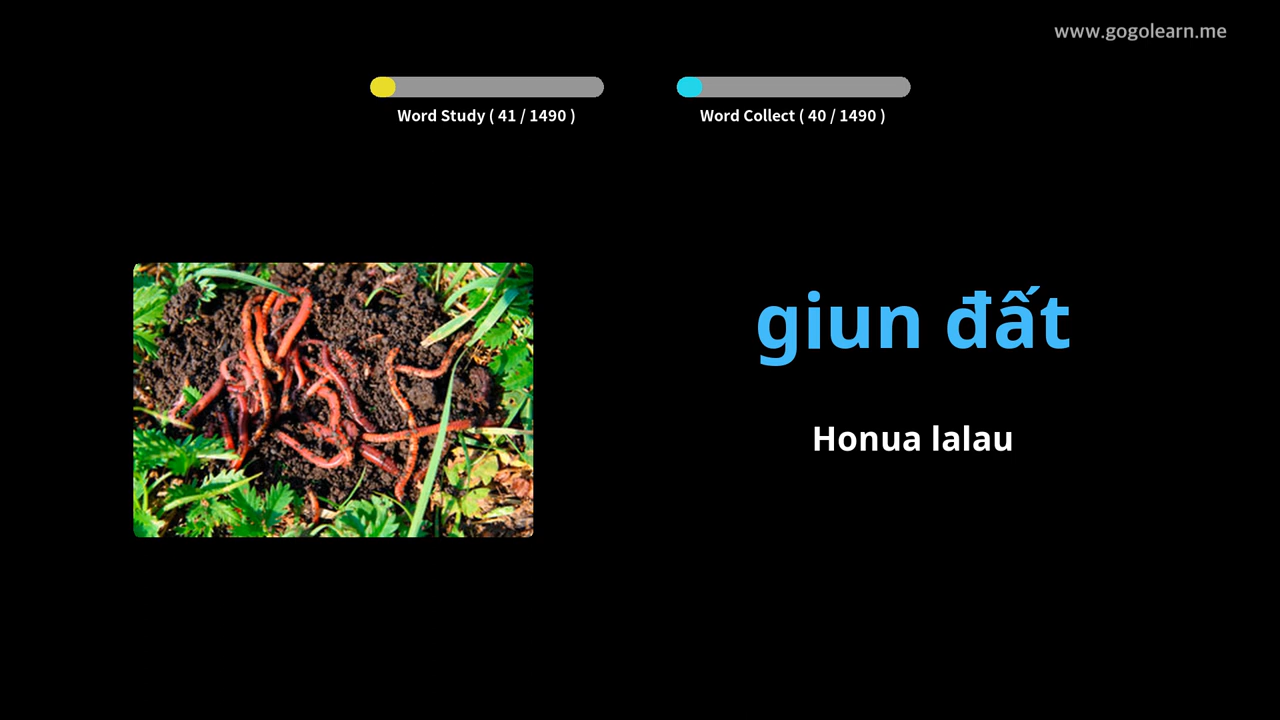 www.gogolearn.me
Word Study ( 41 / 1490 )
Word Collect ( 40 / 1490 )
giun đất
Honua lalau